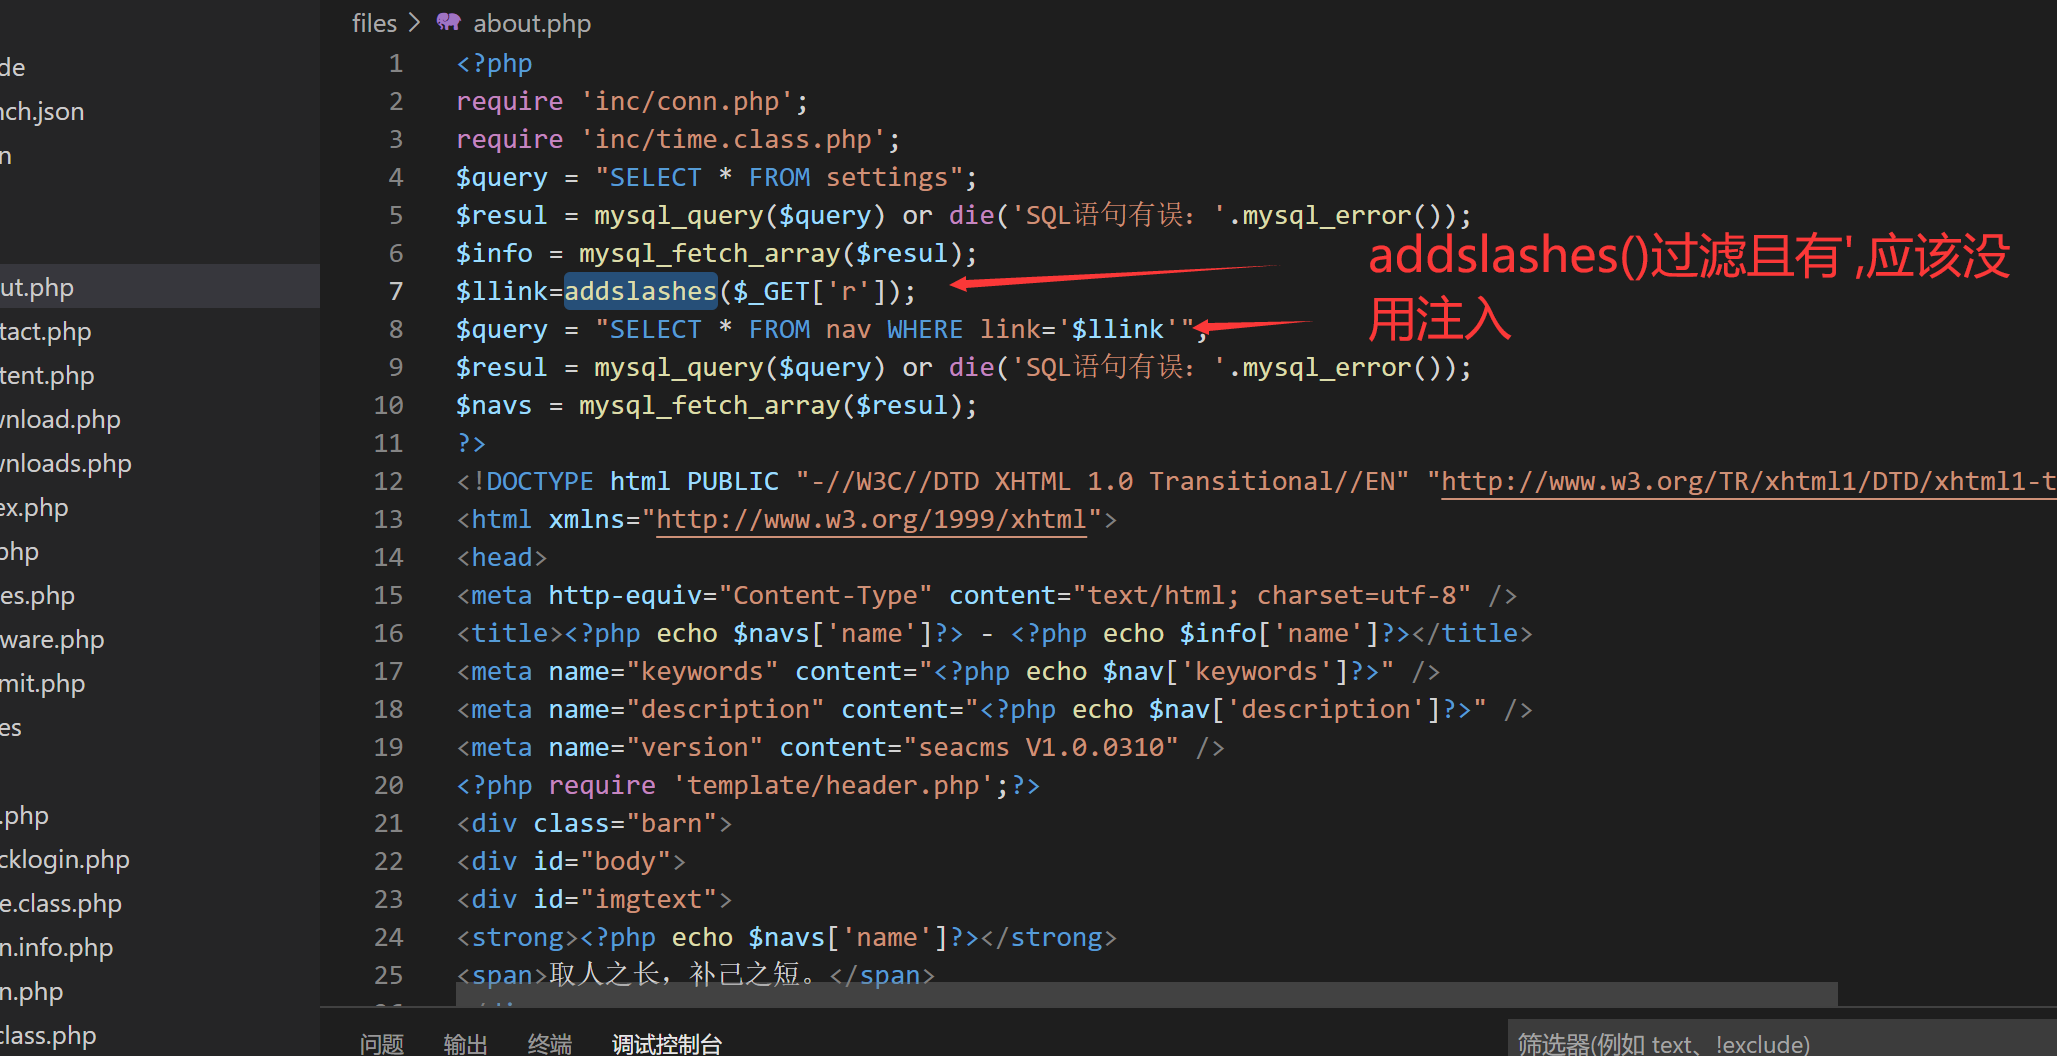 files > about.php
de
nch.json
n
ut.php
tact.php
tent.php
wnload.php
wnloads.php
ex.php
php
es.php
ware.php
mit.php
es
.php
cklogin.php
e.class.php
n.info.php
n.php
class.php
1 <?php
2 require 'inc/conn.php';
3 require 'inc/time.class.php';
4 $query = "SELECT * FROM settings";
5 $resul = mysql_query($query) or die('SQL语句有误：'.mysql_error());
6 $info = mysql_fetch_array($resul);
7 $llink=addslashes($_GET['r']);
8 $query = "SELECT * FROM nav WHERE link='$llink'";
9 $resul = mysql_query($query) or die('SQL语句有误：'.mysql_error());
10 $navs = mysql_fetch_array($resul);
11 ?>
12 <!DOCTYPE html PUBLIC "-//W3C//DTD XHTML 1.0 Transitional//EN" "http://www.w3.org/TR/xhtml1/DTD/xhtml1-t
13 <html xmlns="http://www.w3.org/1999/xhtml">
14 <head>
15 <meta http-equiv="Content-Type" content="text/html; charset=utf-8" />
16 <title><?php echo $navs['name']?> - <?php echo $info['name']?></title>
17 <meta name="keywords" content="<?php echo $nav['keywords']?>" />
18 <meta name="description" content="<?php echo $nav['description']?>" />
19 <meta name="version" content="seacms V1.0.0310" />
20 <?php require 'template/header.php';?>
21 <div class="barn">
22 <div id="body">
23 <div id="imgtext">
24 <strong><?php echo $navs['name']?></strong>
25 <span>取人之长，补己之短。</span>
addslashes()过滤且有',应该没
用注入
问题 输出 终端 调试控制台
筛选器(例如 text、!exclude)